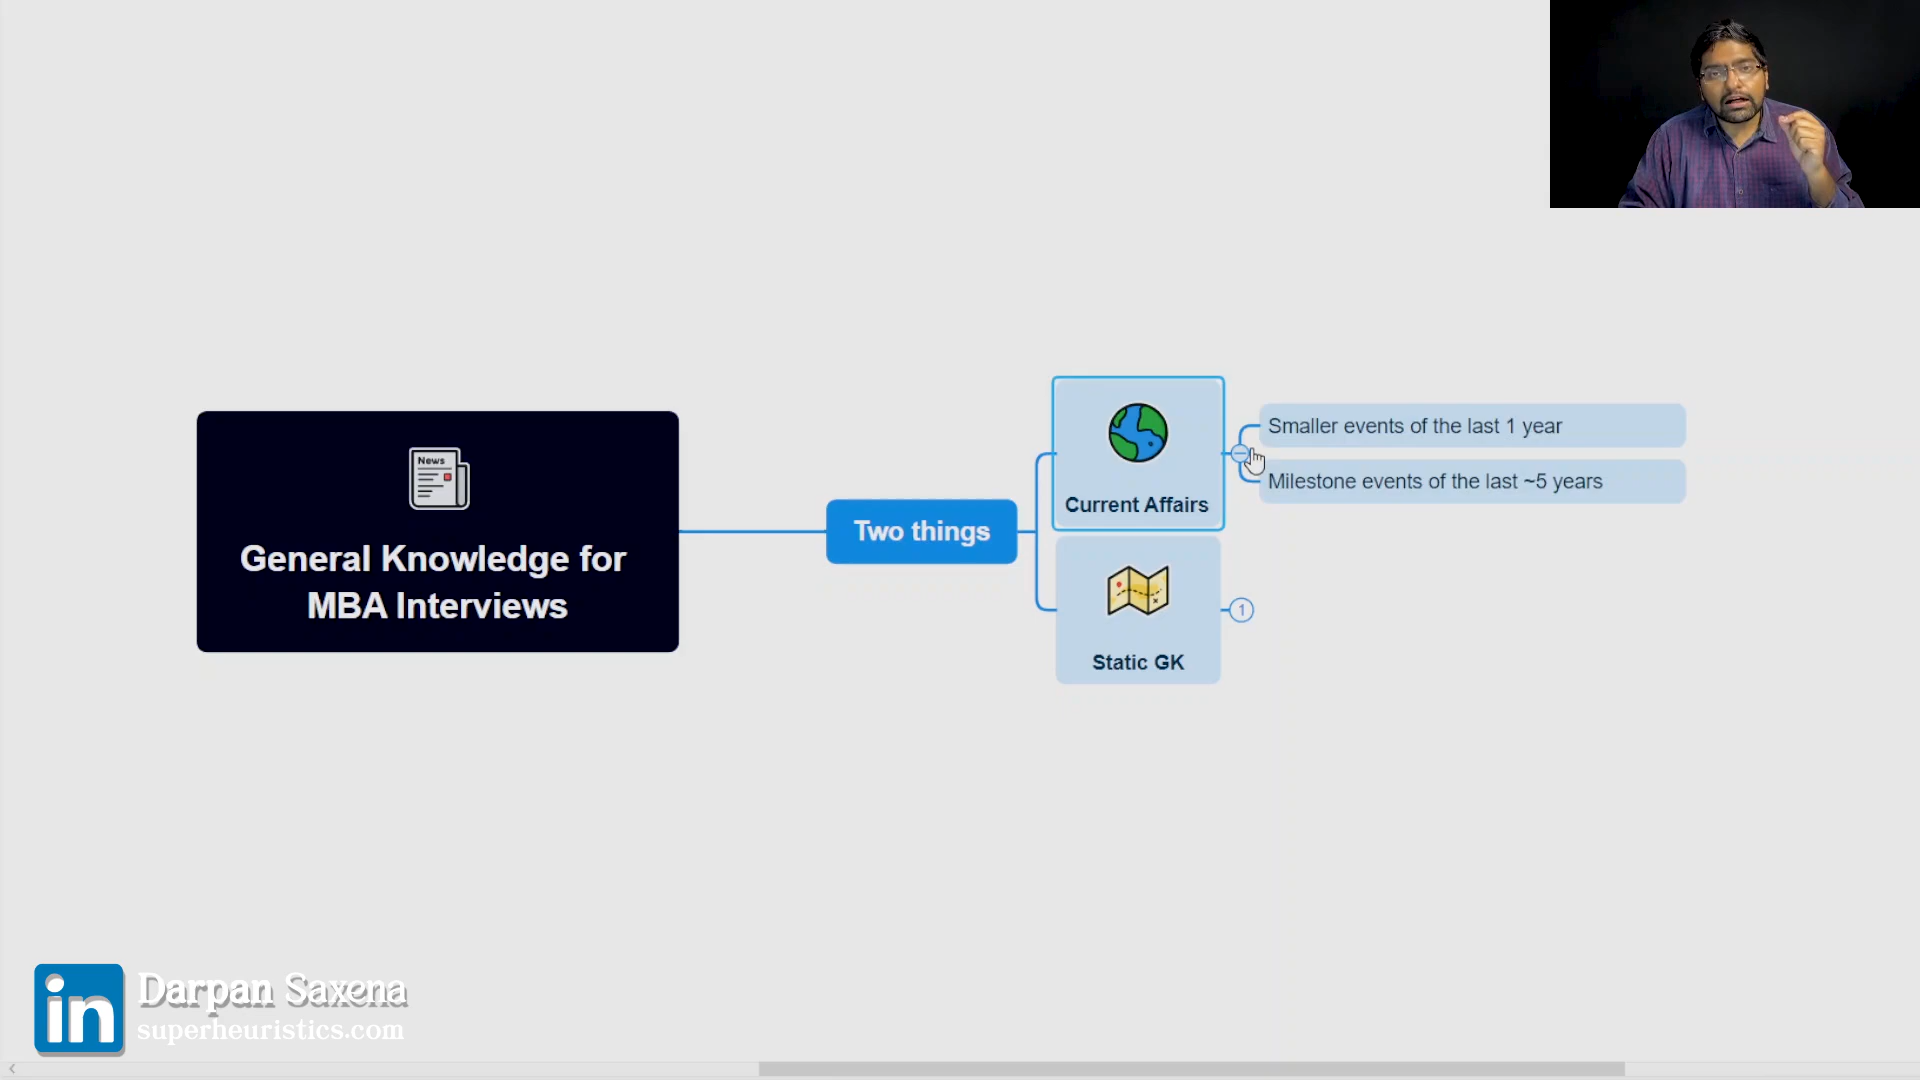 News
General Knowledge for
MBA Interviews
Two things
Current Affairs
Smaller events of the last 1 year
Milestone events of the last ~5 years
Static GK
1
in
Darpan Saxena
superheuristics.com